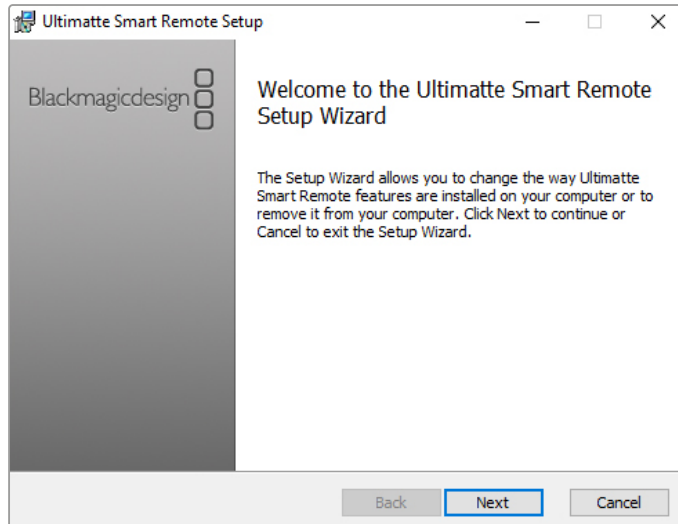 Ultimatte Smart Remote Setup
Blackmagicdesign
Welcome to the Ultimatte Smart Remote
Setup Wizard
The Setup Wizard allows you to change the way Ultimatte
Smart Remote features are installed on your computer or to
remove it from your computer. Click Next to continue or
Cancel to exit the Setup Wizard.
Back
Next
Cancel